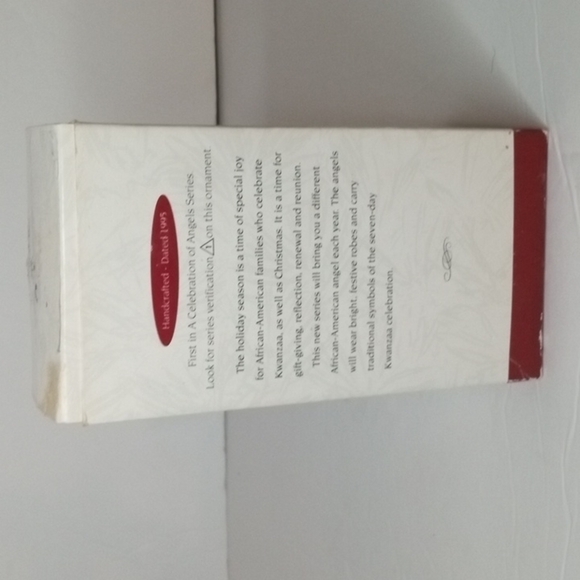 Handcrafted - Dated 1995
First in A Celebration of Angels Series
Look for series verification 1 on this ornament.
The holiday season is a time of special joy
for African-American families who celebrate
Kwanzaa, as well as Christmas. It is a time for
gift-giving, reflection, renewal and reunion.
This new series will bring you a different
African-American angel each year. The angels
will wear bright, festive robes and carry
traditional symbols of the seven-day
Kwanzaa celebration.